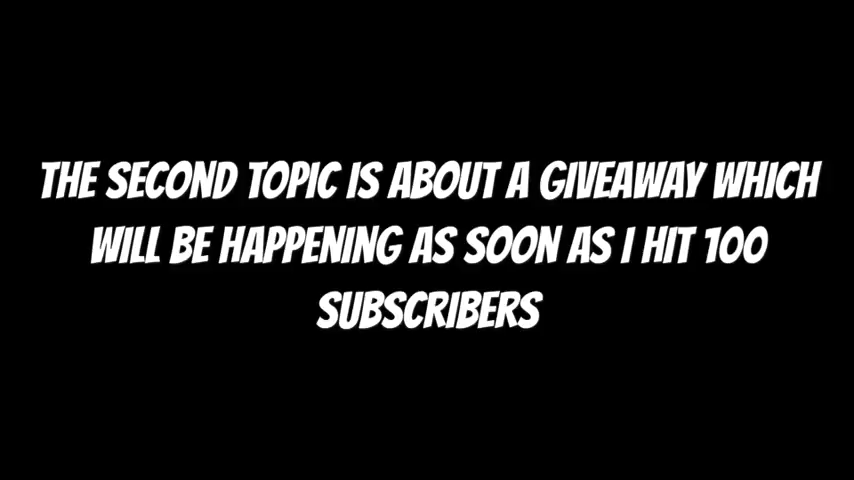 THE SECOND TOPIC IS ABOUT A GIVEAWAY WHICH
WILL BE HAPPENING AS SOON AS I HIT 100
SUBSCRIBERS